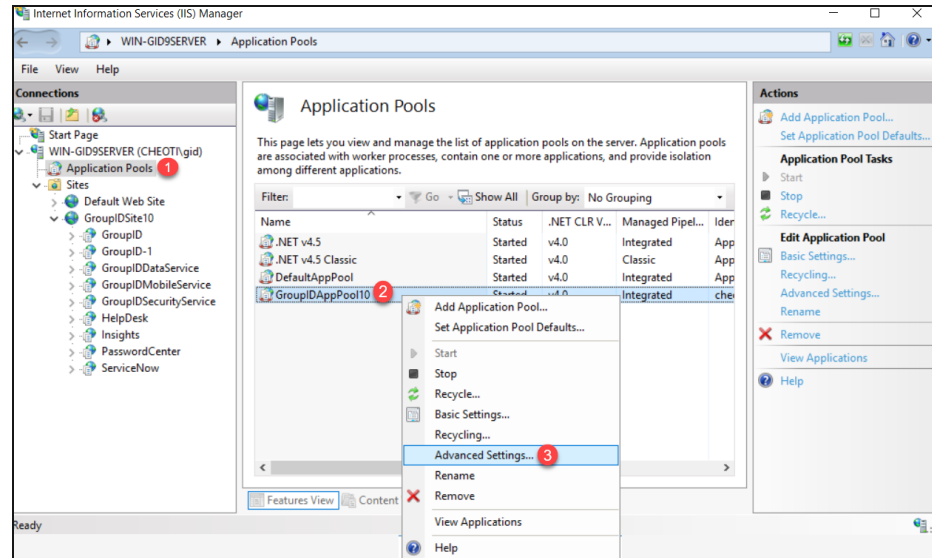 Internet Information Services (IIS) Manager
WIN-GID9SERVER Application Pools
File View Help
Connections
Start Page
WIN-GID9SERVER (CHEOTI\gid)
Application Pools 1
Sites
Default Web Site
GroupIDSite10
GroupID
GroupID-1
GroupIDDataService
GroupIDMobileService
GroupIDSecurityService
HelpDesk
Insights
PasswordCenter
ServiceNow
Application Pools
This page lets you view and manage the list of application pools on the server. Application pools
are associated with worker processes, contain one or more applications, and provide isolation
among different applications.
Filter: Go Show All Group by: No Grouping
Name Status .NET CLR V... Managed Pipel... Iden
.NET v4.5 Started v4.0 Integrated App
.NET v4.5 Classic Started v4.0 Classic App
DefaultAppPool Started v4.0 Integrated App
GroupIDAppPool10 2 Started v4.0 Integrated che
Add Application Pool...
Set Application Pool Defaults...
Start
Stop
Recycle...
Basic Settings...
Recycling...
Advanced Settings... 3
Rename
Remove
View Applications
Help
Features View Content
Actions
Add Application Pool...
Set Application Pool Defaults...
Application Pool Tasks
Start
Stop
Recycle...
Edit Application Pool
Basic Settings...
Recycling...
Advanced Settings...
Rename
Remove
View Applications
Help
Ready